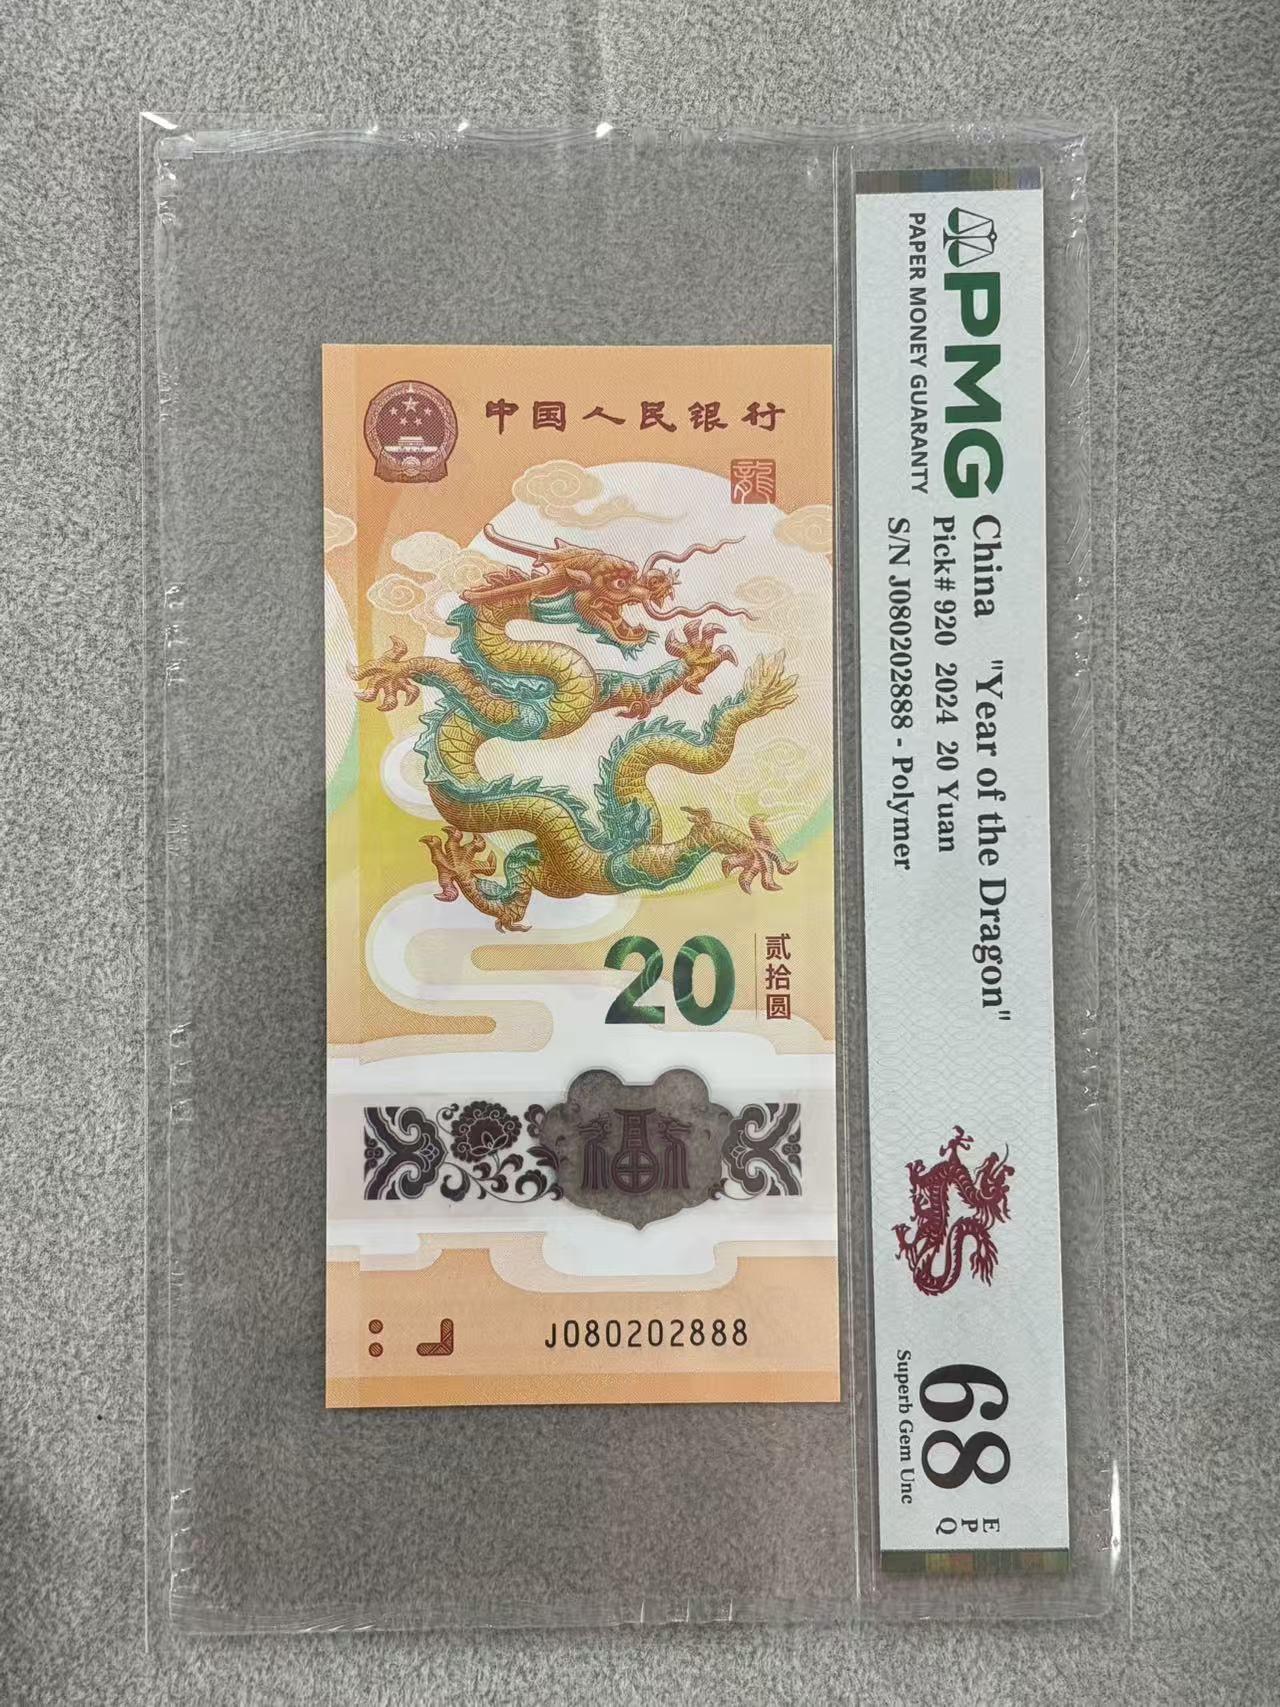 中国人民银行
龍
20
贰拾圆
福
J080202888
PMG
PAPER MONEY GUARANTY
China "Year of the Dragon"
Pick# 920 2024 20 Yuan
S/N J080202888 - Polymer
68
EPQ
Superb Gem Unc